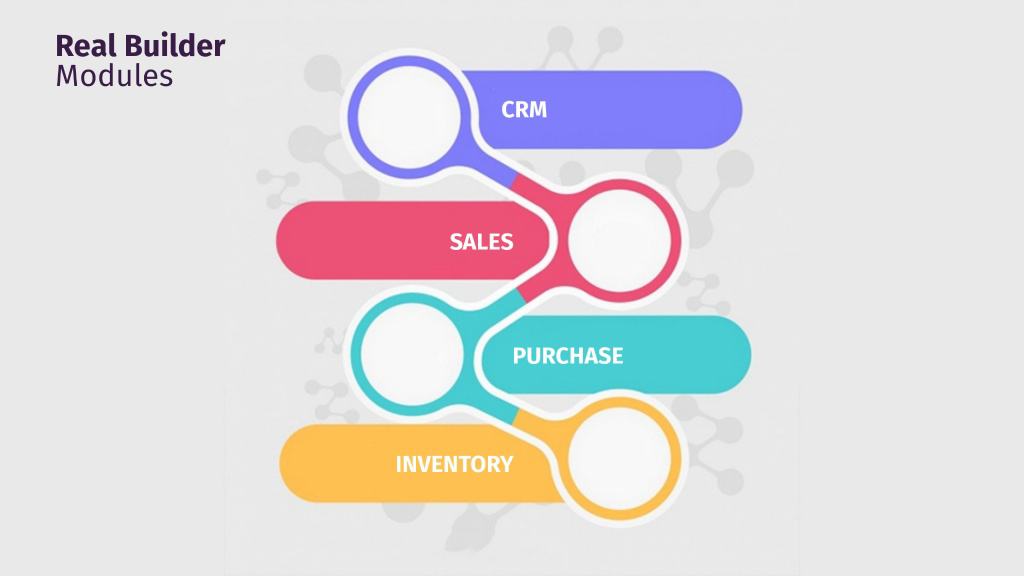 Real Builder
Modules
CRM
SALES
PURCHASE
INVENTORY